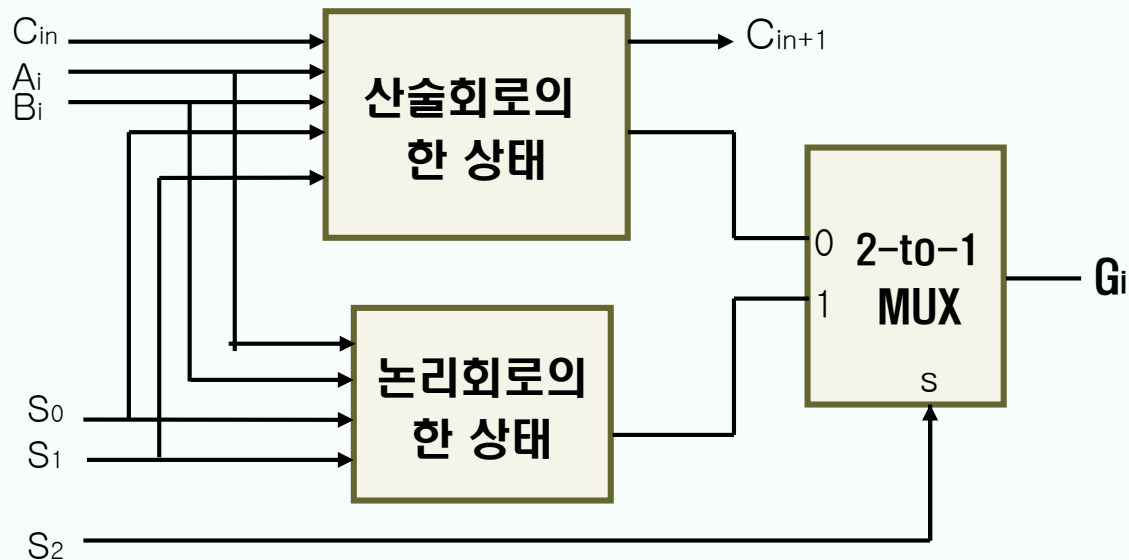 Cin
Ai
Bi
Cin+1
산술회로의
한 상태
0
1
2-to-1
MUX
s
Gi
논리회로의
한 상태
S0
S1
S2